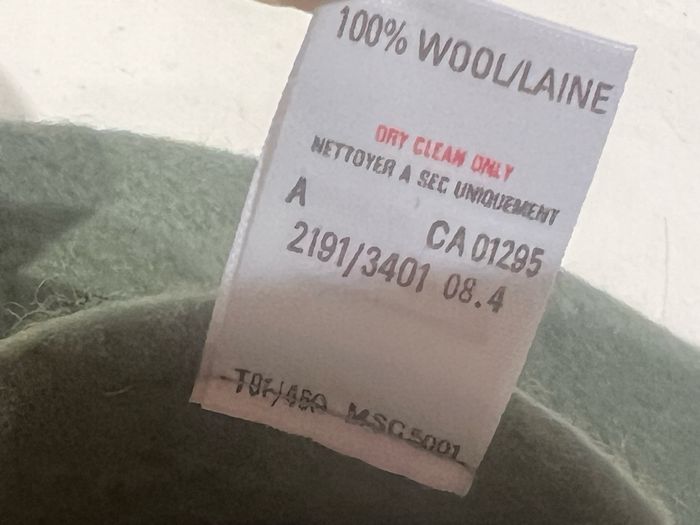 100% WOOL/LAINE
DRY CLEAN ONLY
NETTOYER A SEC UNIQUEMENT
A
CA 01295
2191/3401 08.4